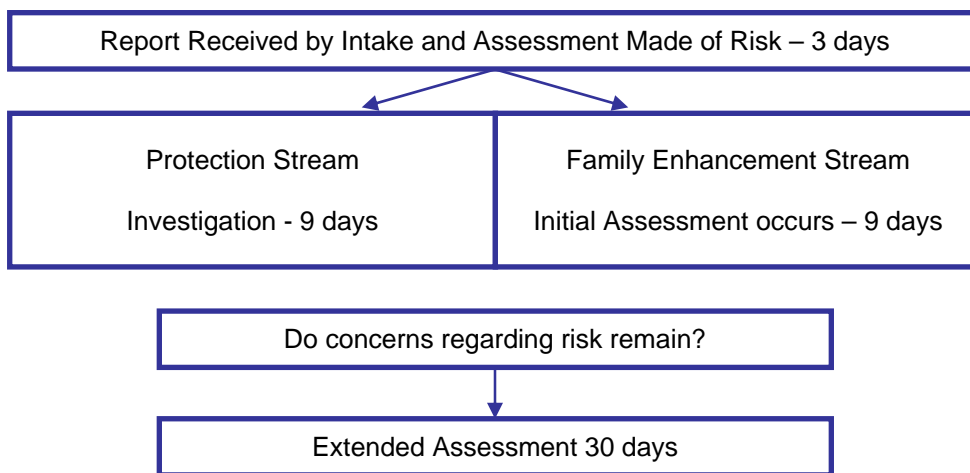 Report Received by Intake and Assessment Made of Risk – 3 days
Protection Stream
Investigation - 9 days
Family Enhancement Stream
Initial Assessment occurs – 9 days
Do concerns regarding risk remain?
Extended Assessment 30 days